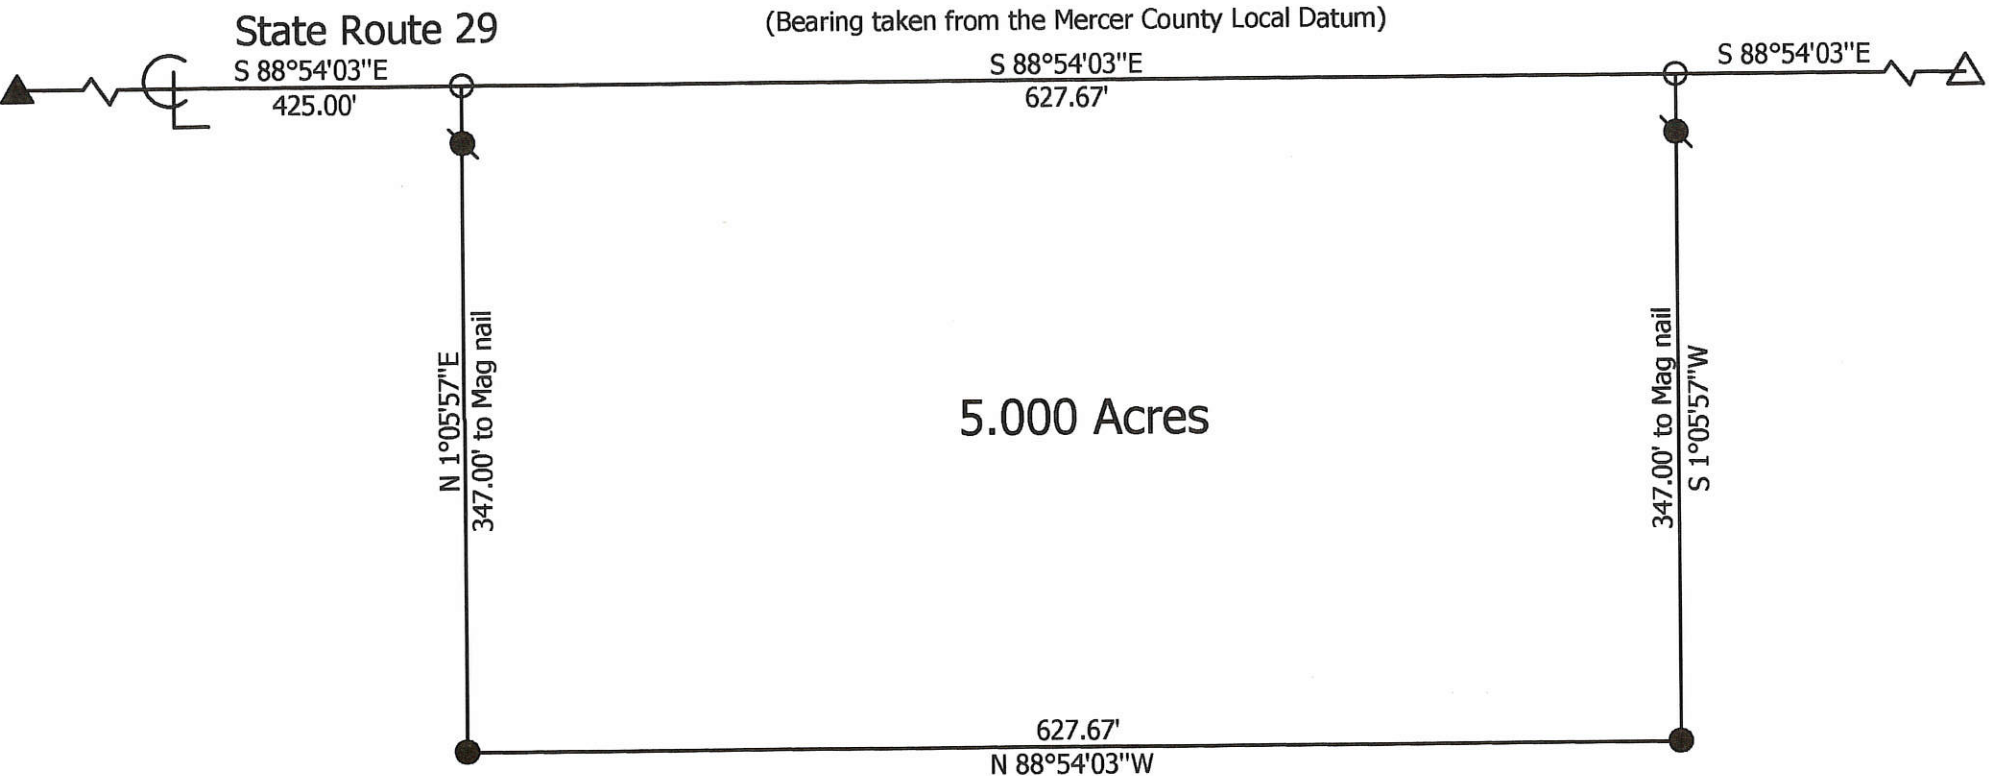 State Route 29
(Bearing taken from the Mercer County Local Datum)
S 88°54'03"E
425.00'
S 88°54'03"E
627.67'
S 88°54'03"E
N 1°05'57"E
347.00' to Mag nail
5.000 Acres
347.00' to Mag nail
S 1°05'57"W
627.67'
N 88°54'03"W